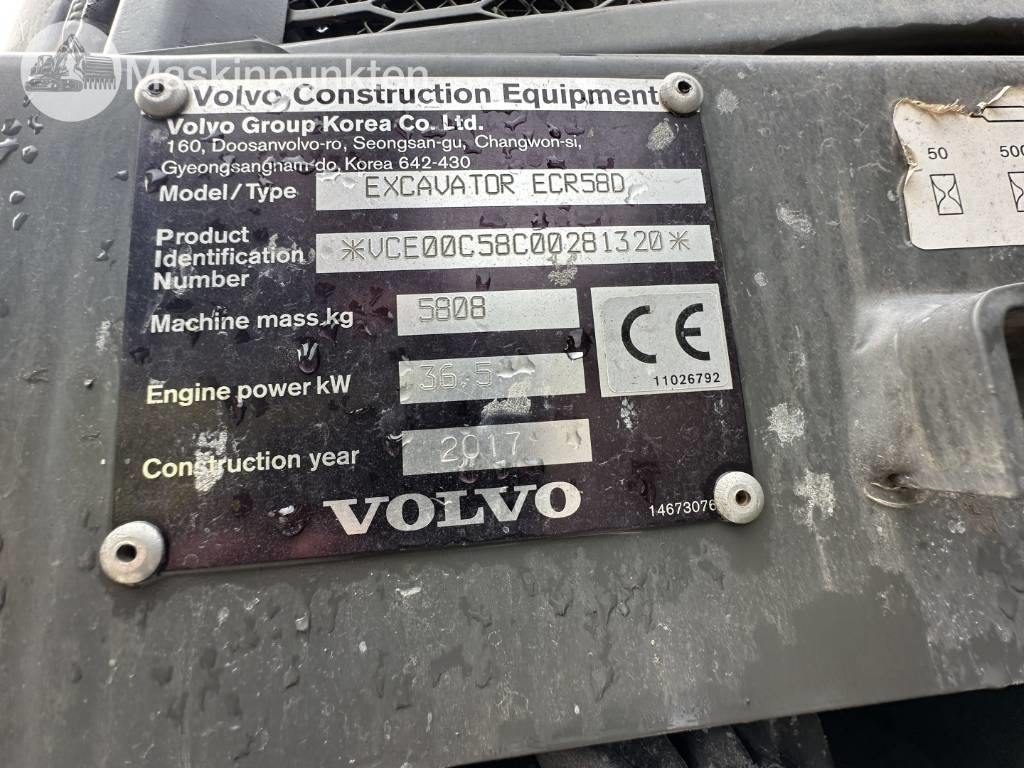 Maskinpunkten
Volvo Construction Equipment
Volvo Group Korea Co. Ltd.
160, Doosanvolvo-ro, Seongsan-gu, Changwon-si,
Gyeongsangnam-do, Korea 642-430
Model/Type EXCAVATOR ECR58D
Product
Identification
Number
*VCE00C58C00281320*
Machine mass kg 5808
CE
11026792
Engine power kW 36.5
Construction year 2017
VOLVO
14673076
50 500